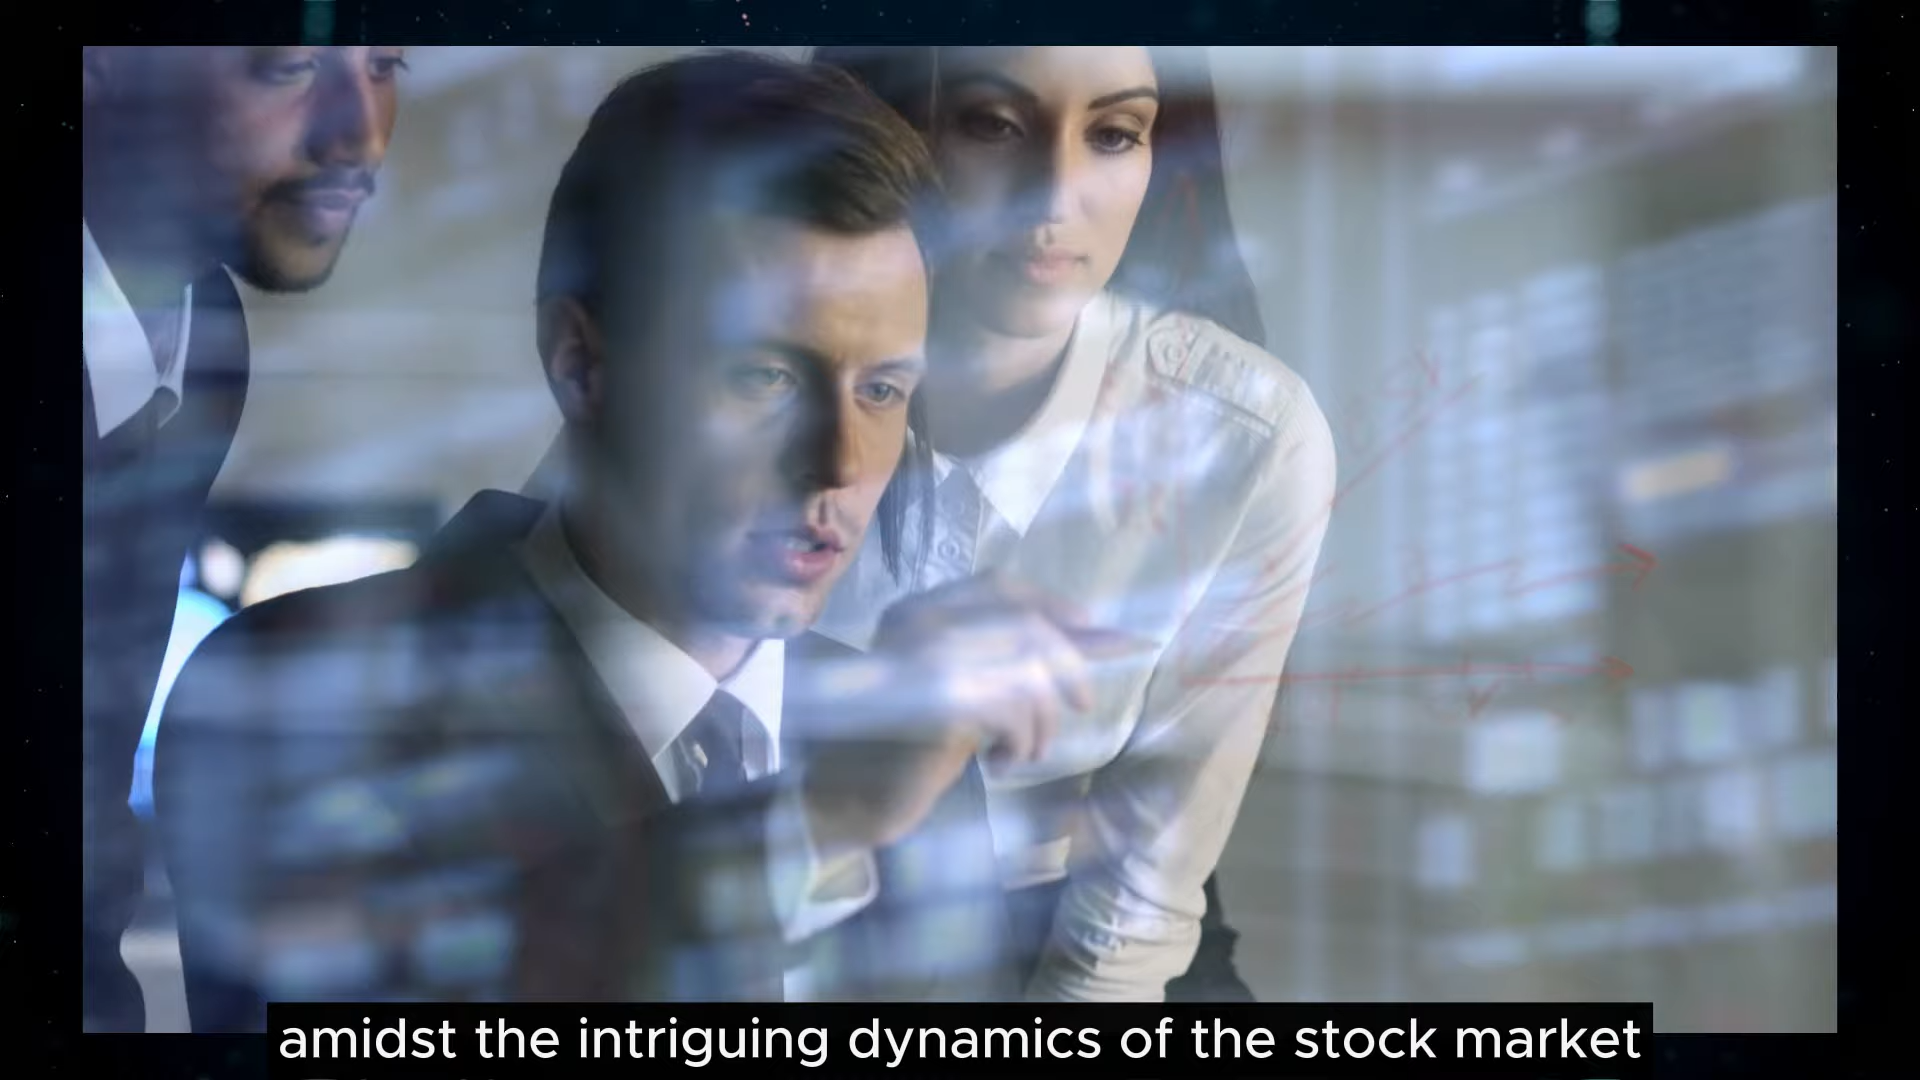 amidst the intriguing dynamics of the stock market